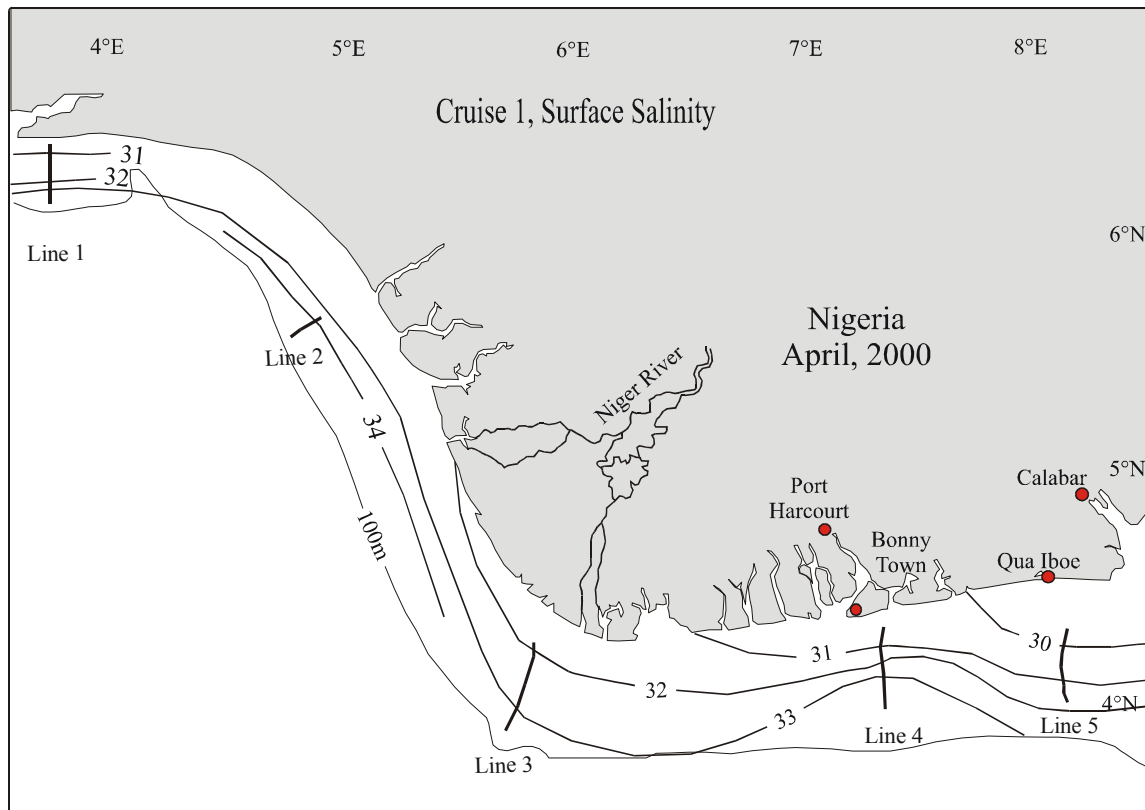 4°E
5°E
6°E
7°E
8°E
Cruise 1, Surface Salinity
31
32
Line 1
6°N
Nigeria
April, 2000
Line 2
Niger River
34
5°N
Calabar
Port
Harcourt
100m
Bonny
Town
Qua Iboe
30
31
32
33
4°N
Line 5
Line 4
Line 3